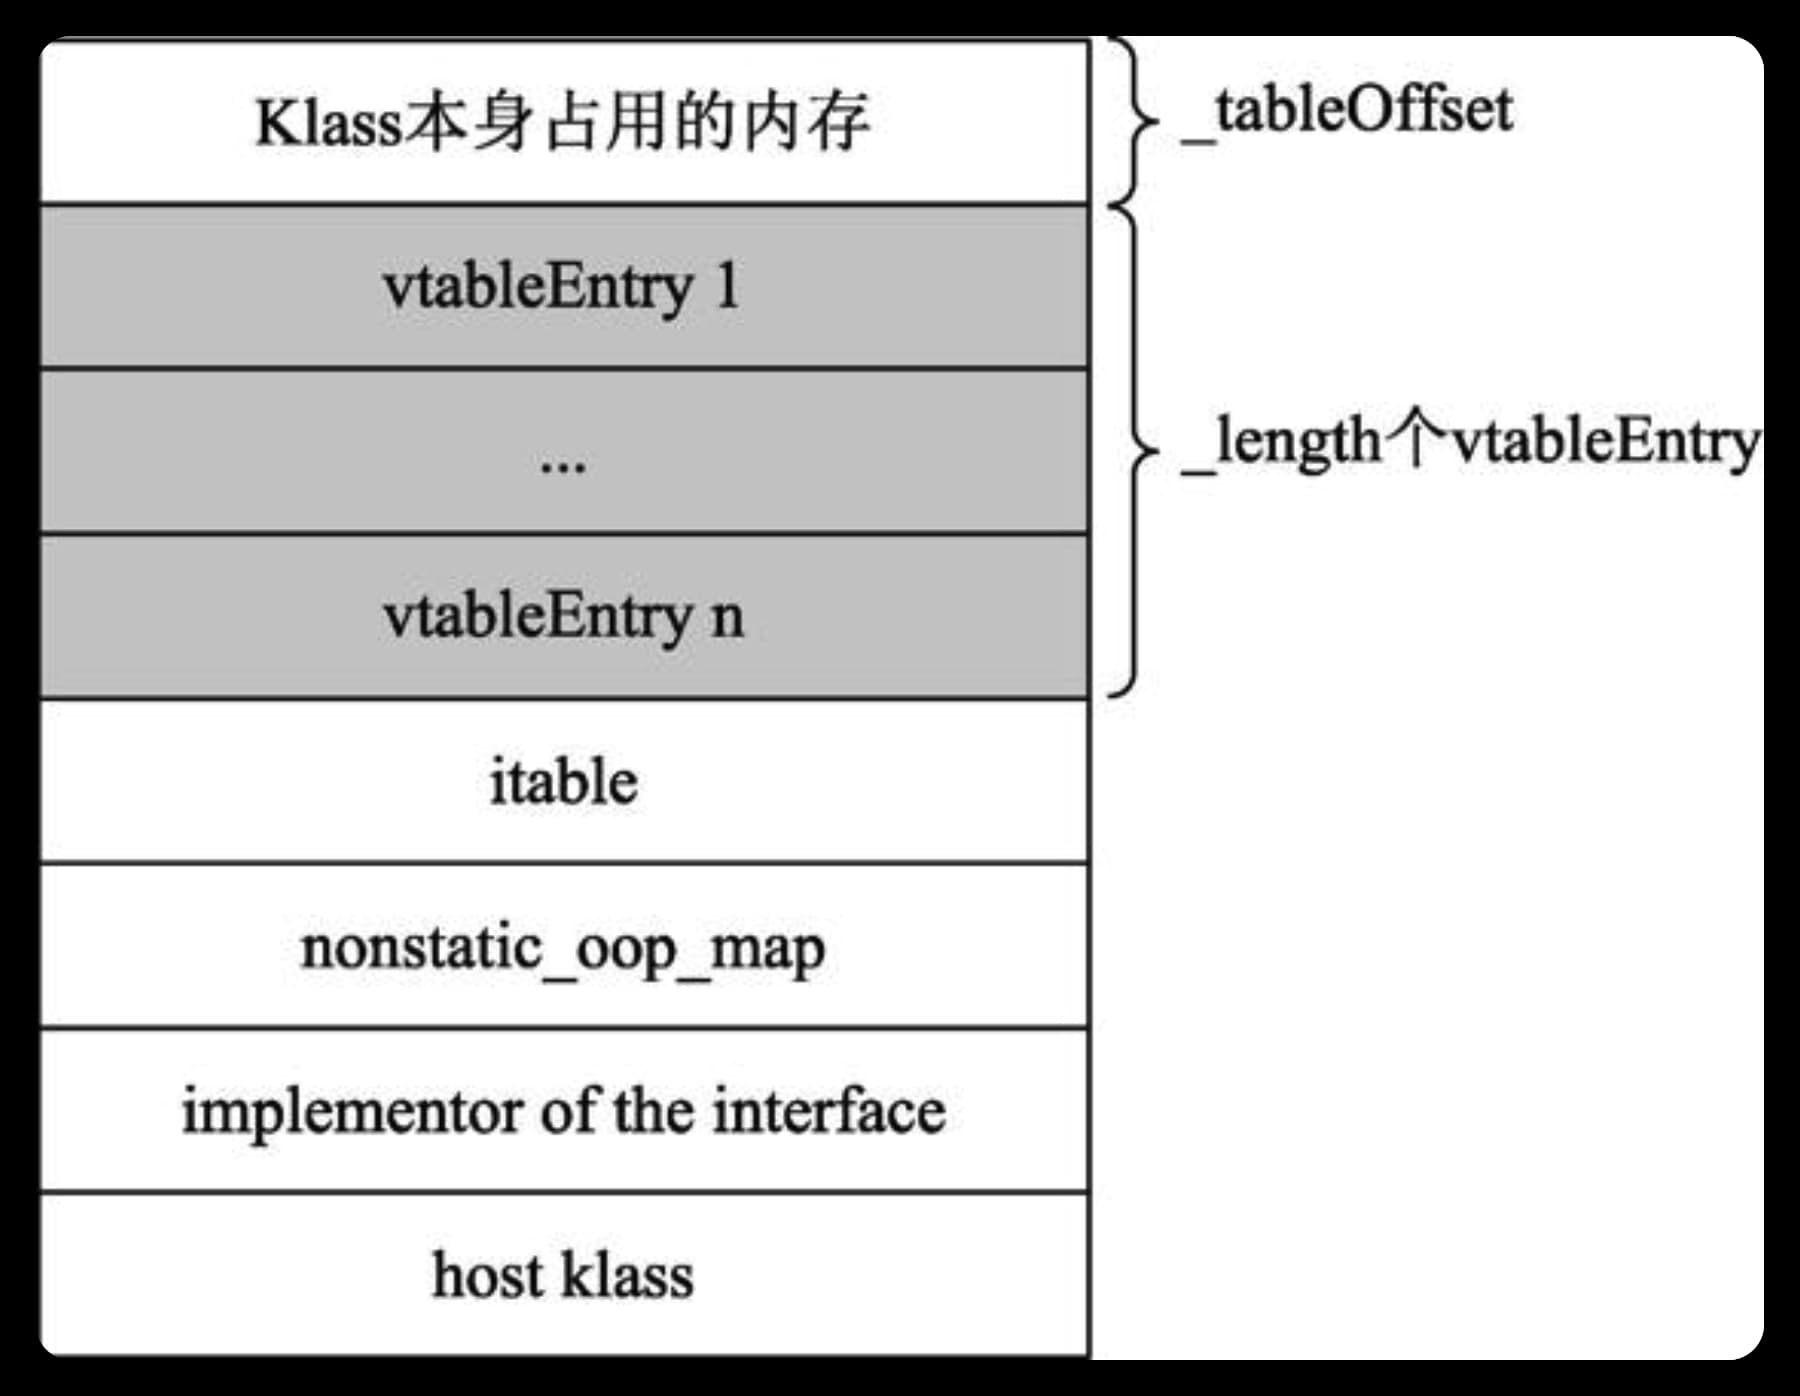 Klass本身占用的内存
_tableOffset
vtableEntry 1
...
_length个vtableEntry
vtableEntry n
itable
nonstatic_oop_map
implementor of the interface
host klass